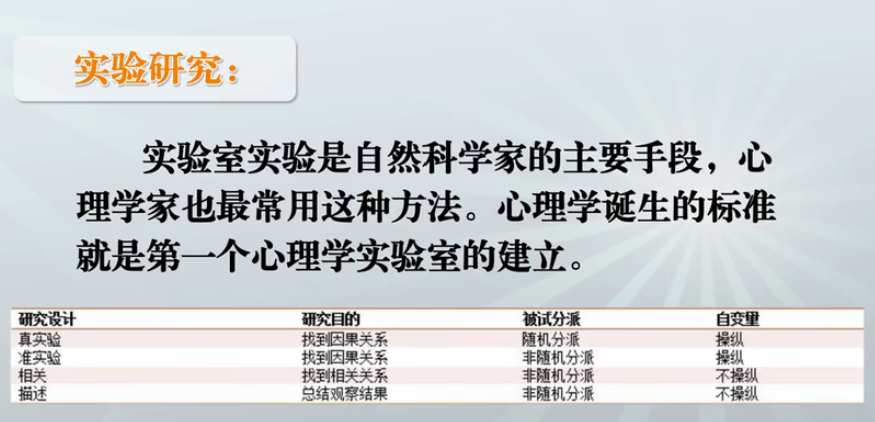 实验研究：
实验室实验是自然科学家的主要手段，心
理学家也最常用这种方法。心理学诞生的标准
就是第一个心理学实验室的建立。
研究设计 研究目的 被试分派 自变量
真实验 找到因果关系 随机分派 操纵
准实验 找到因果关系 非随机分派 操纵
相关 找到相关关系 非随机分派 不操纵
描述 总结观察结果 非随机分派 不操纵